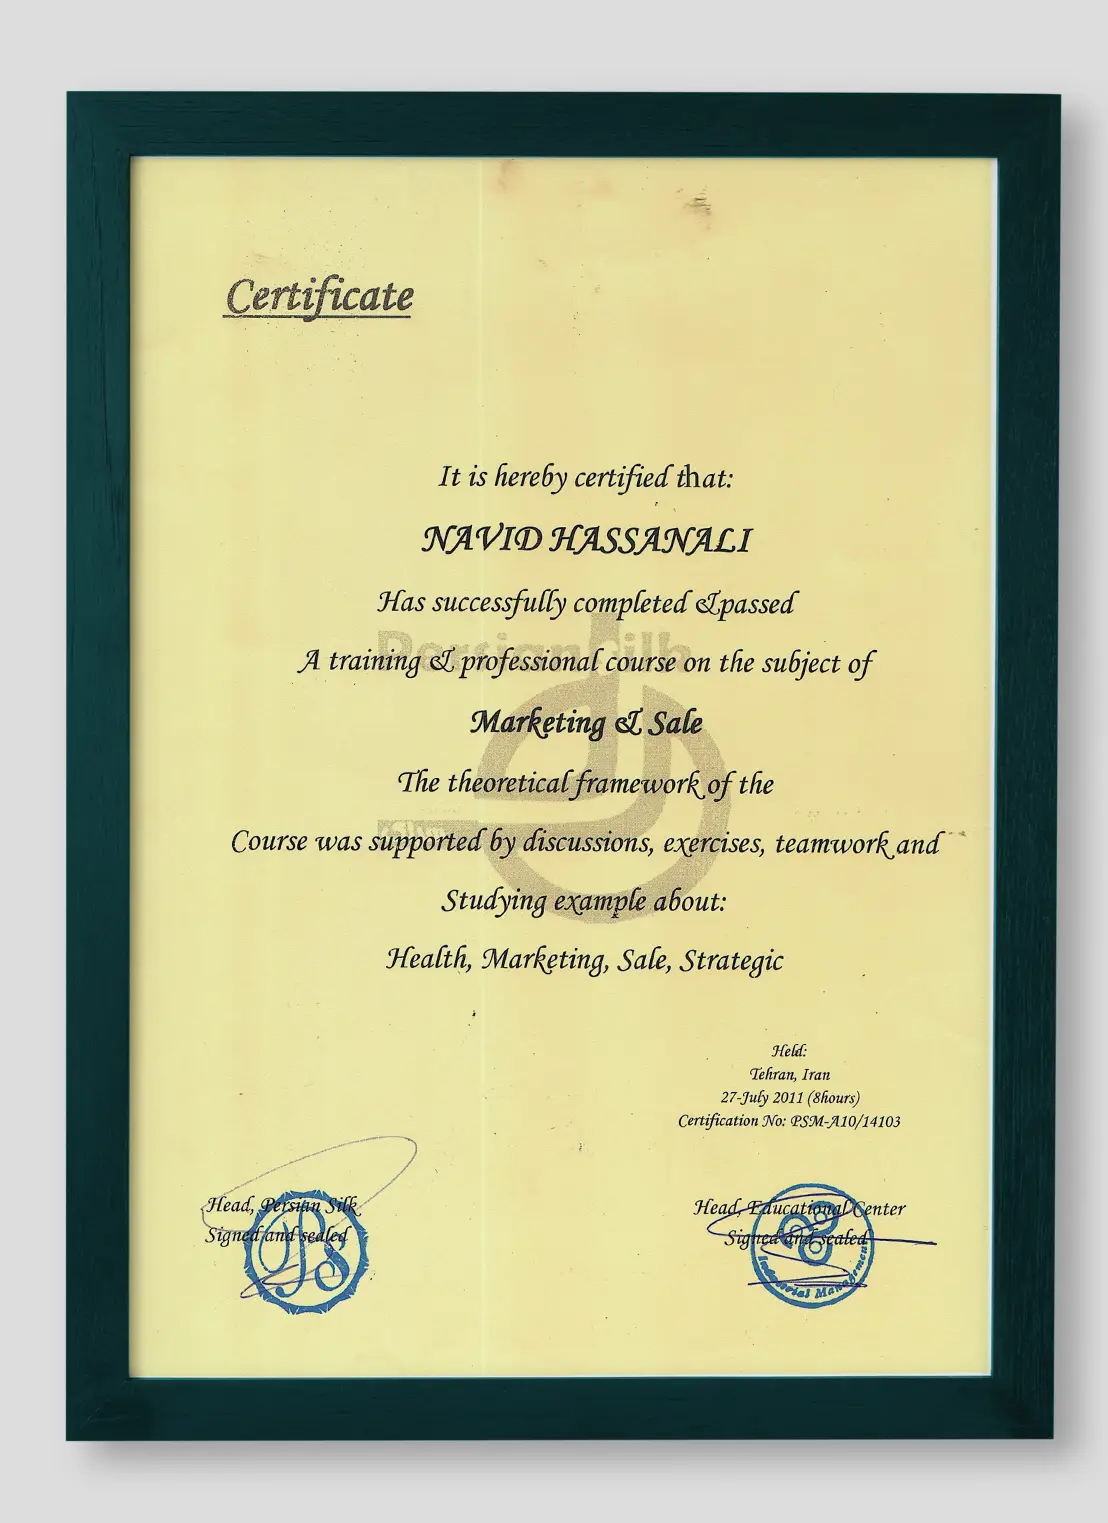 Certificate
It is hereby certified that:
NAVID HASSANALI
Has successfully completed &passed
A training & professional course on the subject of
Marketing & Sale
The theoretical framework of the
Course was supported by discussions, exercises, teamwork and
Studying example about:
Health, Marketing, Sale, Strategic
Held:
Tehran, Iran
27-July 2011 (8hours)
Certification No: PSM-A10/14103
Head, Persian Silk
Signed and sealed
PS
Head, Educational Center
Signed and sealed
Industrial Management